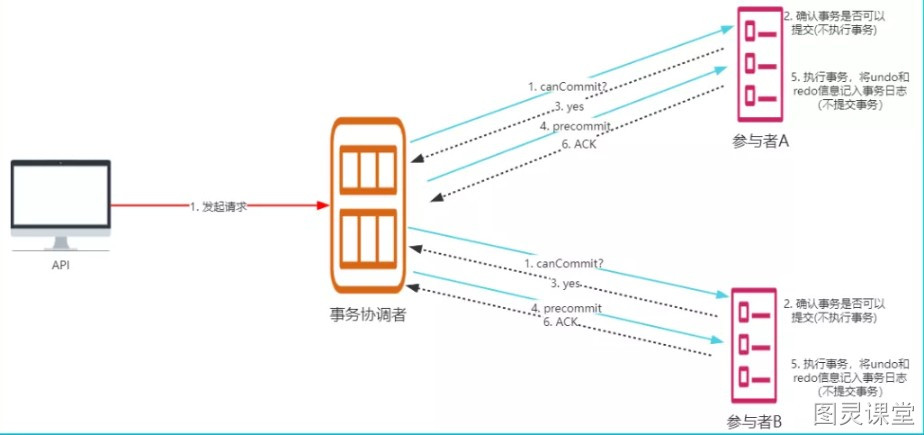 2. 确认事务是否可以
提交(不执行事务)
1. canCommit?
3. yes
5. 执行事务，将undo和
redo信息记入事务日志
(不提交事务)
4. precommit
6. ACK
参与者A
1. 发起请求
API
事务协调者
1. canCommit?
3. yes
2. 确认事务是否可以
提交(不执行事务)
4. precommit
6. ACK
5. 执行事务，将undo和
redo信息记入事务日志
(不提交事务)
参与者B
图灵课堂